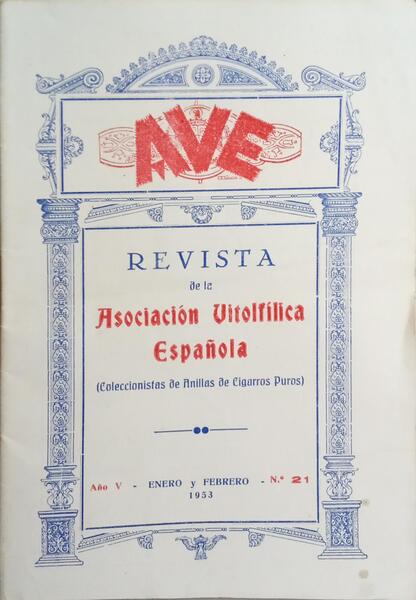 AVE
REVISTA
de la
Asociación Vitolfílica
Española
(Coleccionistas de Anillas de Cigarros Puros)
Año V - ENERO y FEBRERO - N.º 21
1953